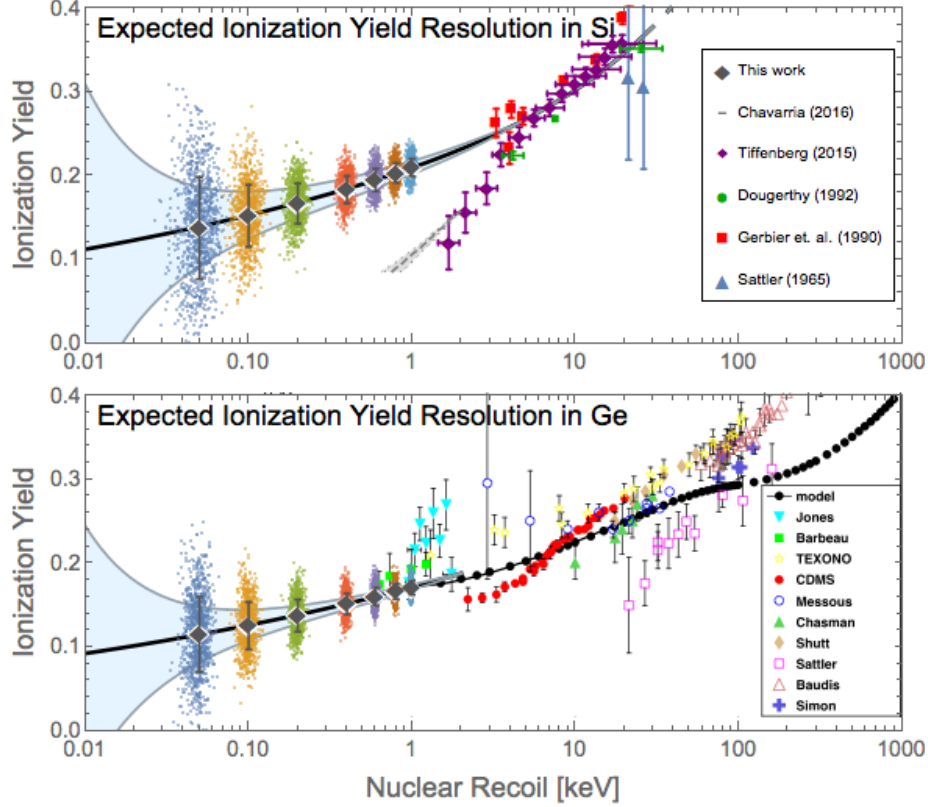 Expected Ionization Yield Resolution in Si
Ionization Yield
0.4
0.3
0.2
0.1
0.0
0.01
0.10
1
10
100
1000
This work
Chavarria (2016)
Tiffenberg (2015)
Dougerthy (1992)
Gerbier et. al. (1990)
Sattler (1965)
Expected Ionization Yield Resolution in Ge
Ionization Yield
0.4
0.3
0.2
0.1
0.0
0.01
0.10
1
10
100
1000
Nuclear Recoil [keV]
model
Jones
Barbeau
TEXONO
CDMS
Messous
Chasman
Shutt
Sattler
Baudis
Simon